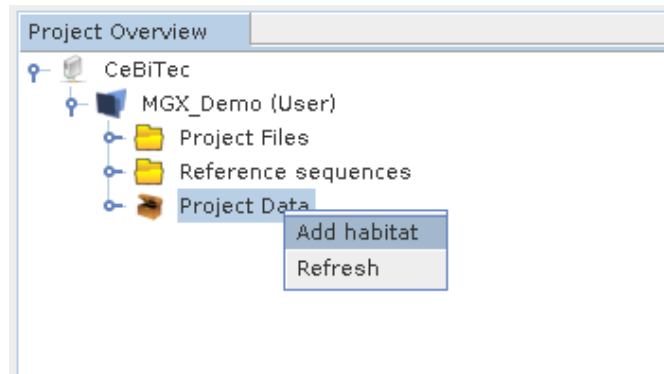 Project Overview
CeBiTec
MGX_Demo (User)
Project Files
Reference sequences
Project Data
Add habitat
Refresh